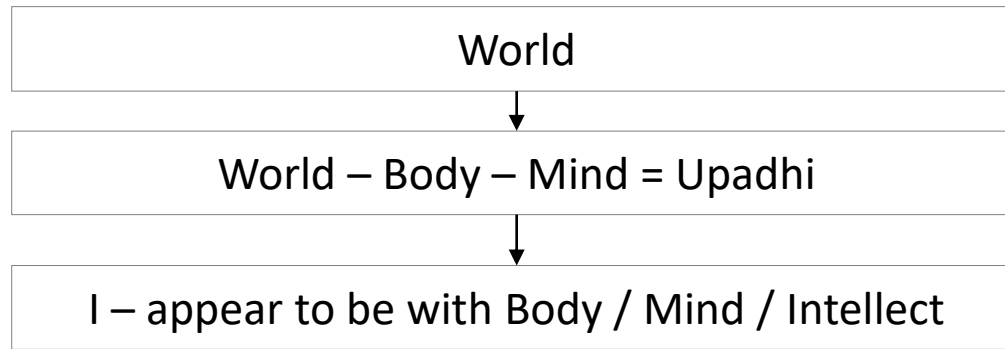 World
World – Body – Mind = Upadhi
I – appear to be with Body / Mind / Intellect